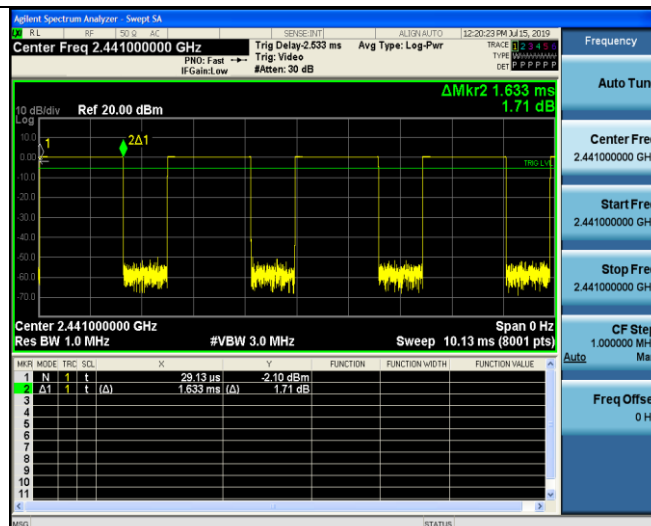 Agilent Spectrum Analyzer - Swept SA
RL RF 50 Ω AC SENSE:INT ALIGN AUTO 12:20:23 PM Jul 15, 2019
Center Freq 2.441000000 GHz
PNO: Fast
IFGain:Low
Trig Delay-2.533 ms
Trig: Video
#Atten: 30 dB
Avg Type: Log-Pwr
TRACE 1 2 3 4 5 6
TYPE
DET P P P P P P
ΔMkr2 1.633 ms
1.71 dB
10 dB/div Ref 20.00 dBm
Log
10.0
0.00
-10.0
-20.0
-30.0
-40.0
-50.0
-60.0
-70.0
1
2Δ1
TRIG LVL
Center 2.441000000 GHz Span 0 Hz
Res BW 1.0 MHz #VBW 3.0 MHz Sweep 10.13 ms (8001 pts)
MKR MODE TRC SCL X Y FUNCTION FUNCTION WIDTH FUNCTION VALUE
1 N 1 t 29.13 µs -2.10 dBm
2 Δ1 1 t (Δ) 1.633 ms (Δ) 1.71 dB
3
4
5
6
7
8
9
10
11
MSG STATUS
Frequency
Auto Tun
Center Fre
2.441000000 GH
Start Fre
2.441000000 GH
Stop Fre
2.441000000 GH
CF Step
1.000000 MH
Auto Ma
Freq Offse
0 H